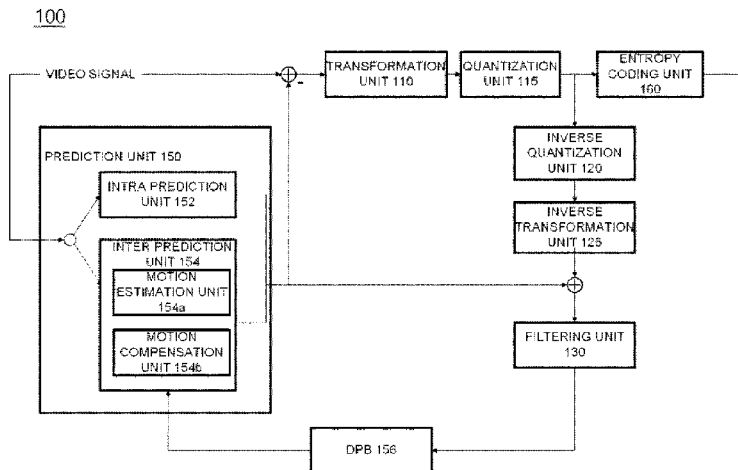 100
VIDEO SIGNAL
-
TRANSFORMATION
UNIT 110
QUANTIZATION
UNIT 115
ENTROPY
CODING UNIT
160
INVERSE
QUANTIZATION
UNIT 120
INVERSE
TRANSFORMATION
UNIT 125
PREDICTION UNIT 150
INTRA PREDICTION
UNIT 152
INTER PREDICTION
UNIT 154
MOTION
ESTIMATION UNIT
154a
MOTION
COMPENSATION
UNIT 154b
FILTERING UNIT
130
DPB 156